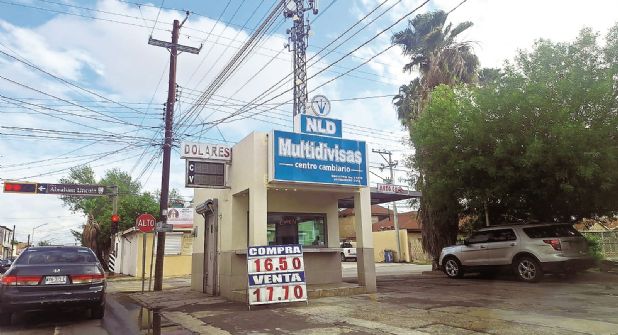 NLD
Multidivisas
centro cambiario
DOLARES
Abraham Lincoln
ALTO
COMPRA
16.50
VENTA
17.70